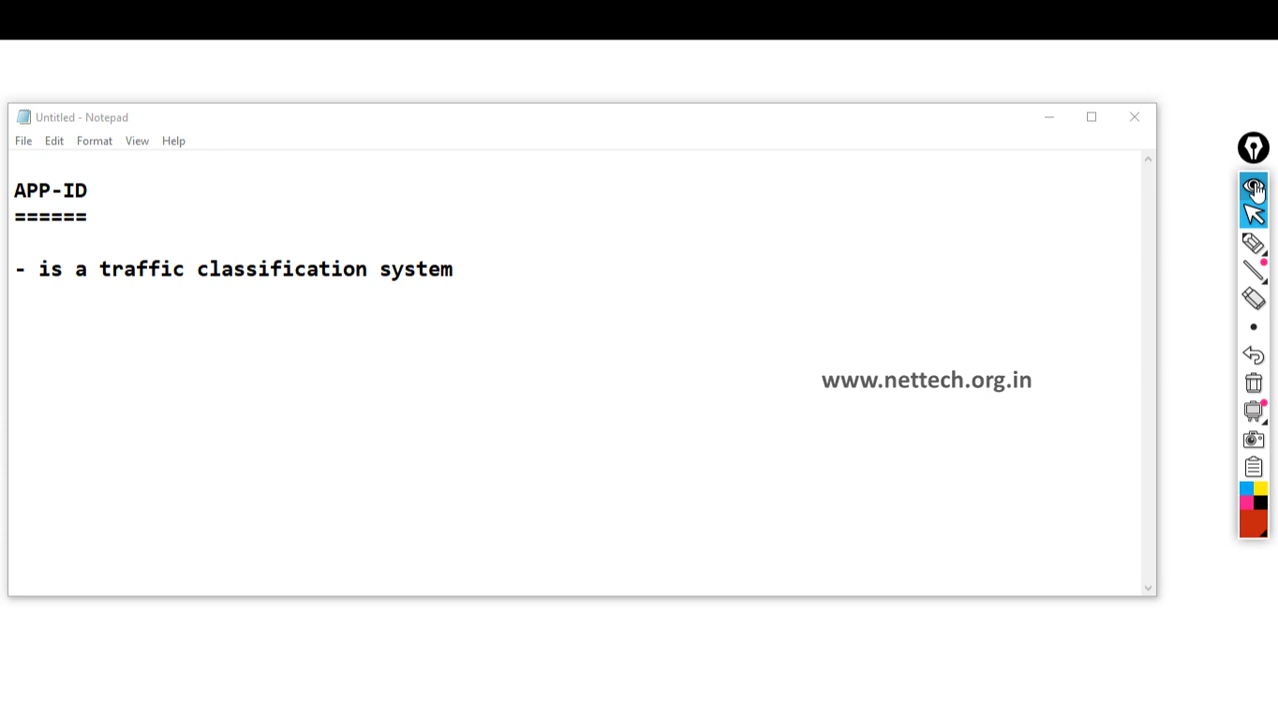 Untitled - Notepad
File Edit Format View Help
APP-ID
======
- is a traffic classification system
www.nettech.org.in